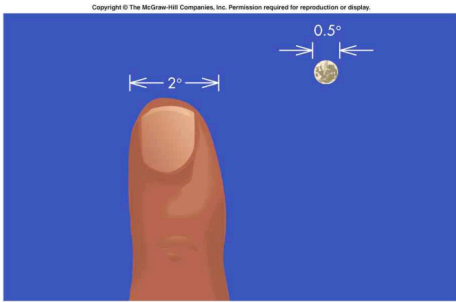 Copyright © The McGraw-Hill Companies, Inc. Permission required for reproduction or display.
0.5°
2°